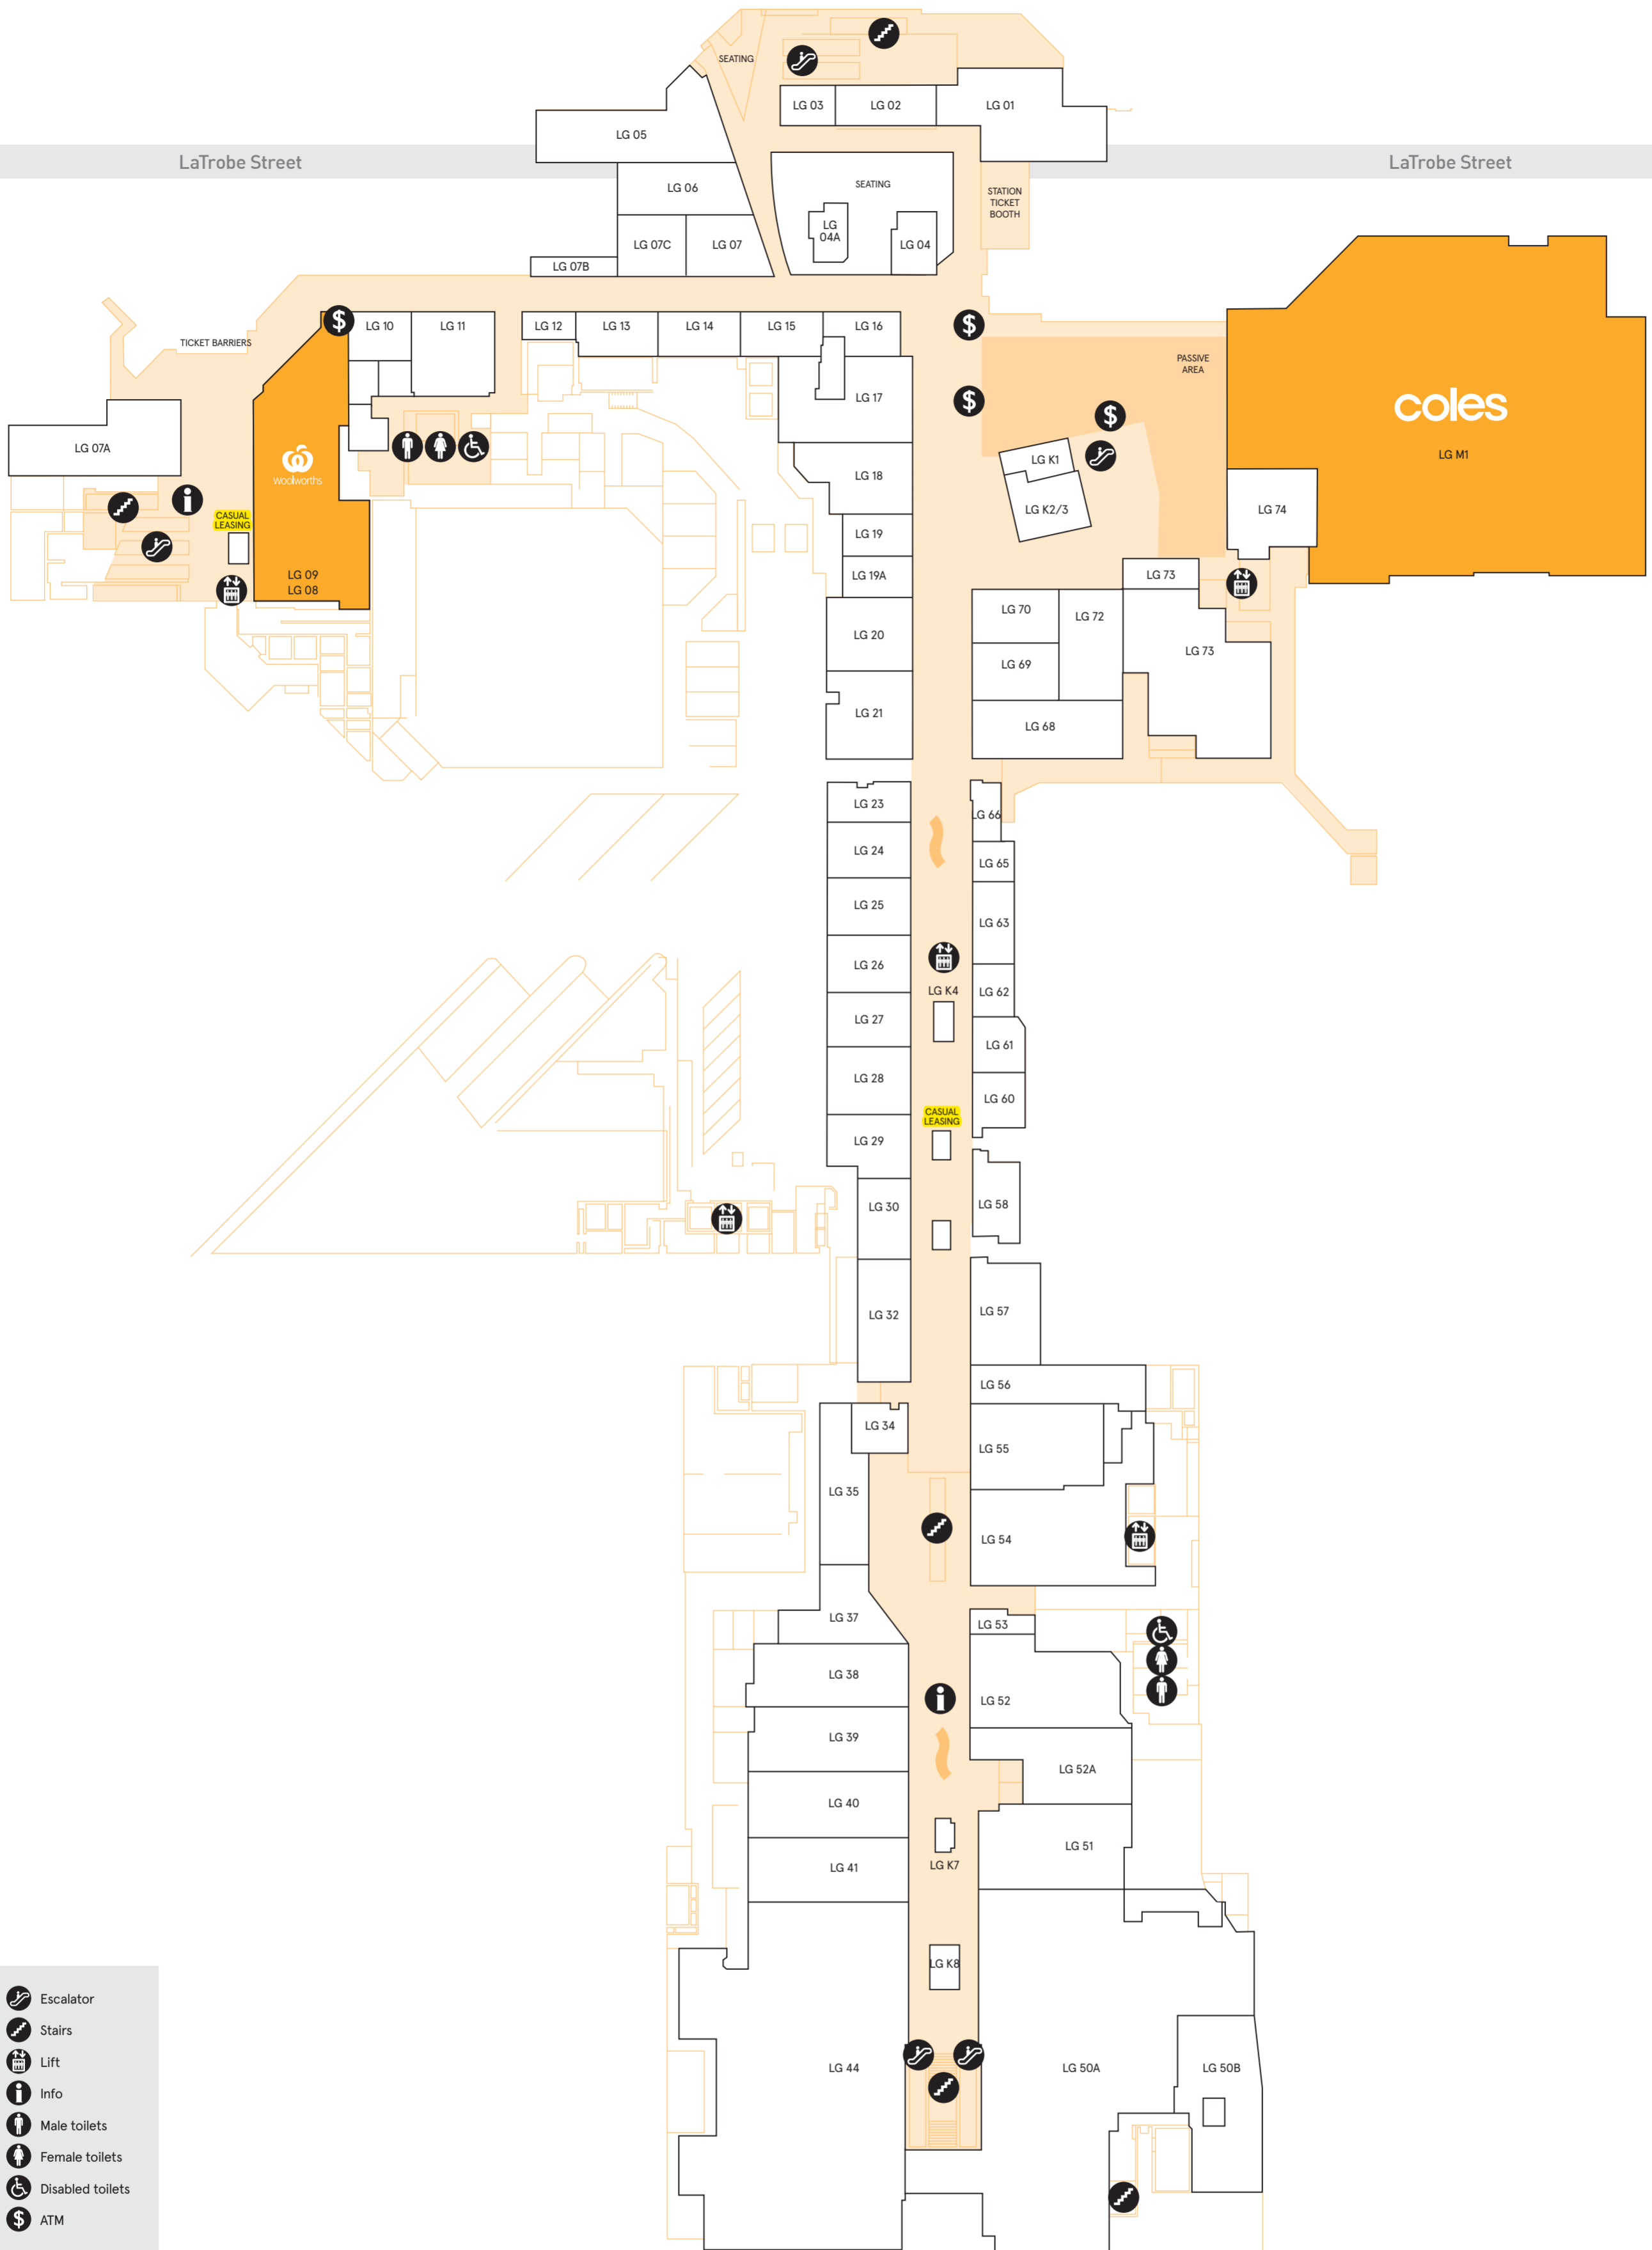 SEATING
LG 03
LG 02
LG 01
LG 05
LaTrobe Street
LaTrobe Street
LG 06
SEATING
STATION
TICKET
BOOTH
LG
04A
LG 04
LG 07C
LG 07
LG 07B
LG 10
LG 11
LG 12
LG 13
LG 14
LG 15
LG 16
TICKET BARRIERS
PASSIVE
AREA
LG 17
coles
LG M1
LG 07A
woolworths
LG K1
LG 18
LG K2/3
LG 74
CASUAL
LEASING
LG 19
LG 09
LG 08
LG 19A
LG 73
LG 70
LG 72
LG 20
LG 69
LG 73
LG 21
LG 68
LG 23
LG 66
LG 24
LG 65
LG 25
LG 63
LG 26
LG K4
LG 62
LG 27
LG 61
LG 28
LG 60
CASUAL
LEASING
LG 29
LG 30
LG 58
LG 32
LG 57
LG 56
LG 34
LG 55
LG 35
LG 54
LG 37
LG 53
LG 38
LG 52
LG 39
LG 52A
LG 40
LG 51
LG 41
LG K7
LG K8
LG 44
LG 50A
LG 50B
Escalator
Stairs
Lift
Info
Male toilets
Female toilets
Disabled toilets
$ ATM